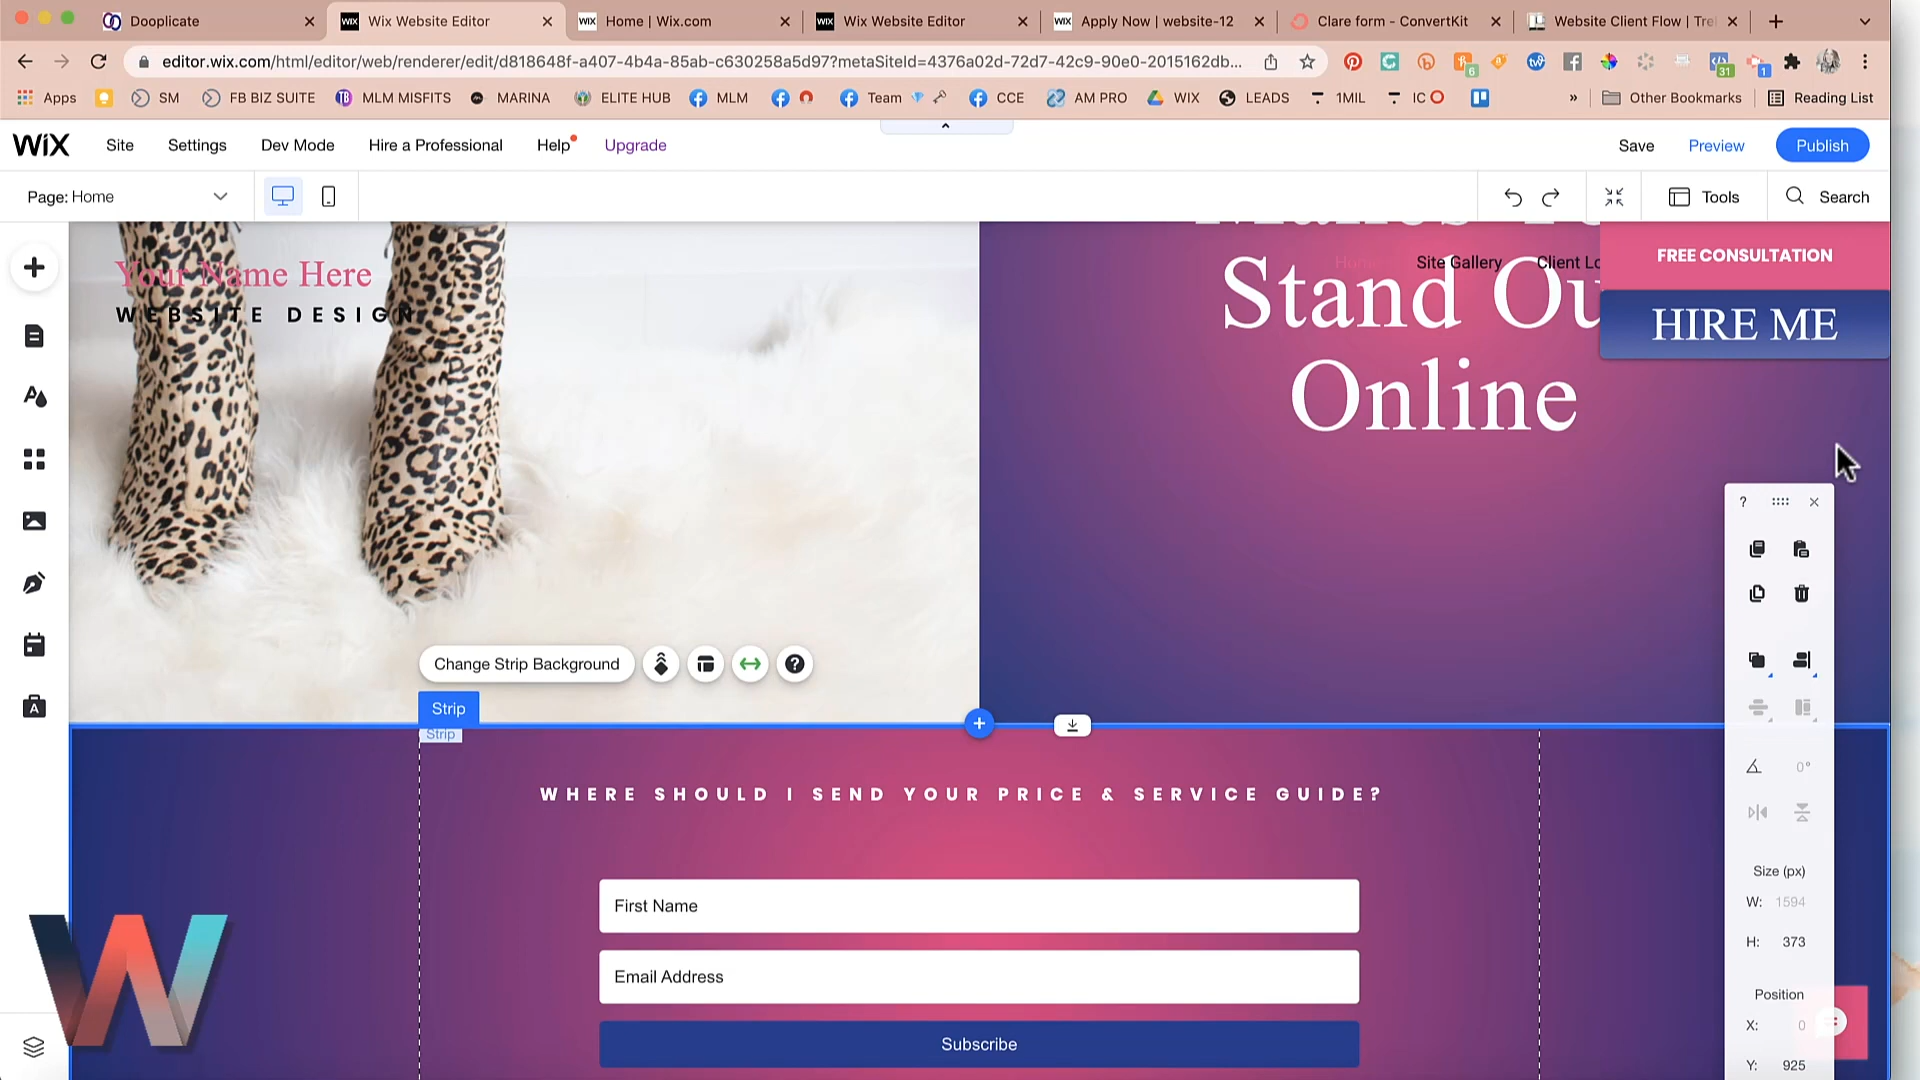 Dooplicate
Wix Website Editor
Home | Wix.com
Wix Website Editor
Apply Now | website-12
Clare form - ConvertKit
Website Client Flow | Tre
editor.wix.com/html/editor/web/renderer/edit/d818648f-a407-4b4a-85ab-c630258a5d97?metaSiteId=4376a02d-72d7-42c9-90e0-2015162db...
6
31
1
Apps
SM
FB BIZ SUITE
MLM MISFITS
MARINA
ELITE HUB
MLM
Team
CCE
AM PRO
WIX
LEADS
1MIL
IC
»
Other Bookmarks
Reading List
WiX
Site
Settings
Dev Mode
Hire a Professional
Help
Upgrade
Save
Preview
Publish
Page: Home
Tools
Search
Your Name Here
WEBSITE DESIGN
Home
Site Gallery
Client Lo
FREE CONSULTATION
HIRE ME
Stand Ou
Online
Change Strip Background
Strip
Strip
WHERE SHOULD I SEND YOUR PRICE & SERVICE GUIDE?
First Name
Email Address
Subscribe
0°
Size (px)
W: 1594
H: 373
Position
X: 0
Y: 925
W